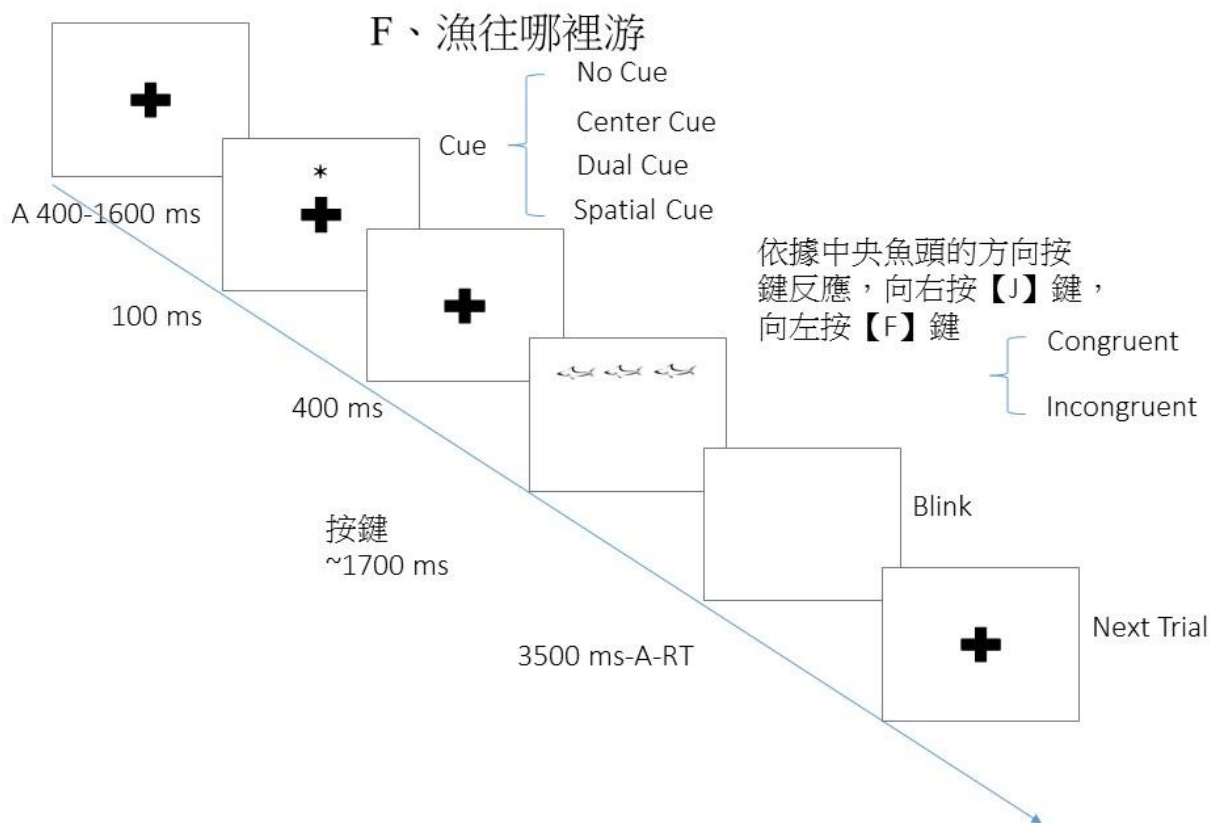 F、漁往哪裡游
No Cue
Center Cue
Cue
Dual Cue
Spatial Cue
A 400-1600 ms
100 ms
400 ms
依據中央魚頭的方向按
鍵反應，向右按【J】鍵，
向左按【F】鍵
Congruent
Incongruent
按鍵
~1700 ms
Blink
3500 ms-A-RT
Next Trial